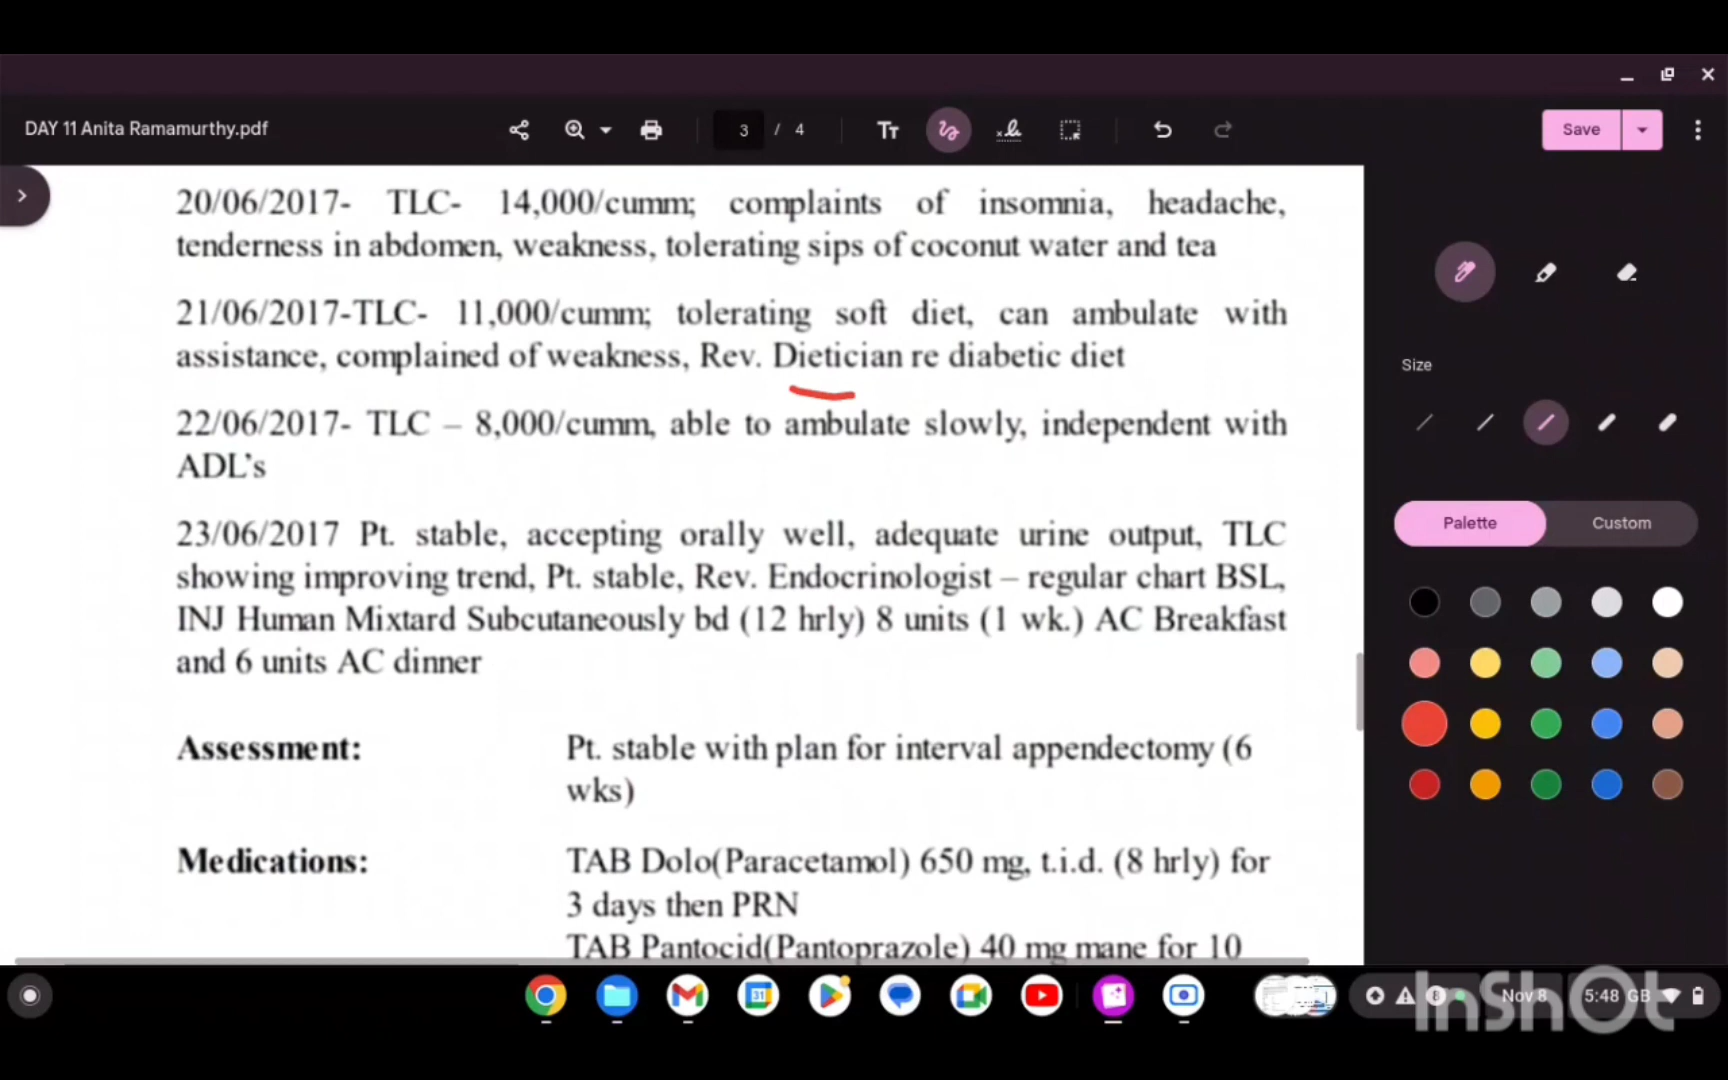 DAY 11 Anita Ramamurthy.pdf
3 / 4
Save
20/06/2017- TLC- 14,000/cumm; complaints of insomnia, headache,
tenderness in abdomen, weakness, tolerating sips of coconut water and tea
21/06/2017-TLC- 11,000/cumm; tolerating soft diet, can ambulate with
assistance, complained of weakness, Rev. Dietician re diabetic diet
22/06/2017- TLC – 8,000/cumm, able to ambulate slowly, independent with
ADL's
23/06/2017 Pt. stable, accepting orally well, adequate urine output, TLC
showing improving trend, Pt. stable, Rev. Endocrinologist – regular chart BSL,
INJ Human Mixtard Subcutaneously bd (12 hrly) 8 units (1 wk.) AC Breakfast
and 6 units AC dinner
Assessment: Pt. stable with plan for interval appendectomy (6
wks)
Medications: TAB Dolo(Paracetamol) 650 mg, t.i.d. (8 hrly) for
3 days then PRN
TAB Pantocid(Pantoprazole) 40 mg mane for 10
Size
Palette
Custom
31
8
Nov 8
5:48 GB
InShOt